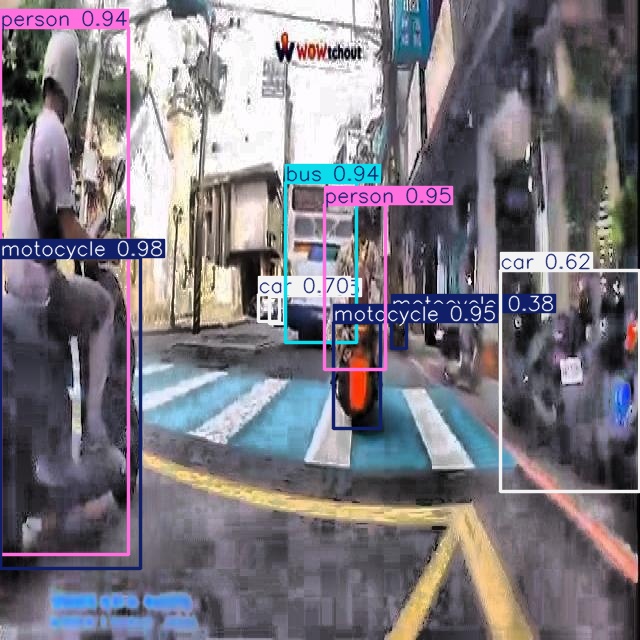 person 0.94
WOWtchout
bus 0.94
person 0.95
motocycle 0.98
car 0.62
car 0.70
motocycle 0.38
motocycle 0.95